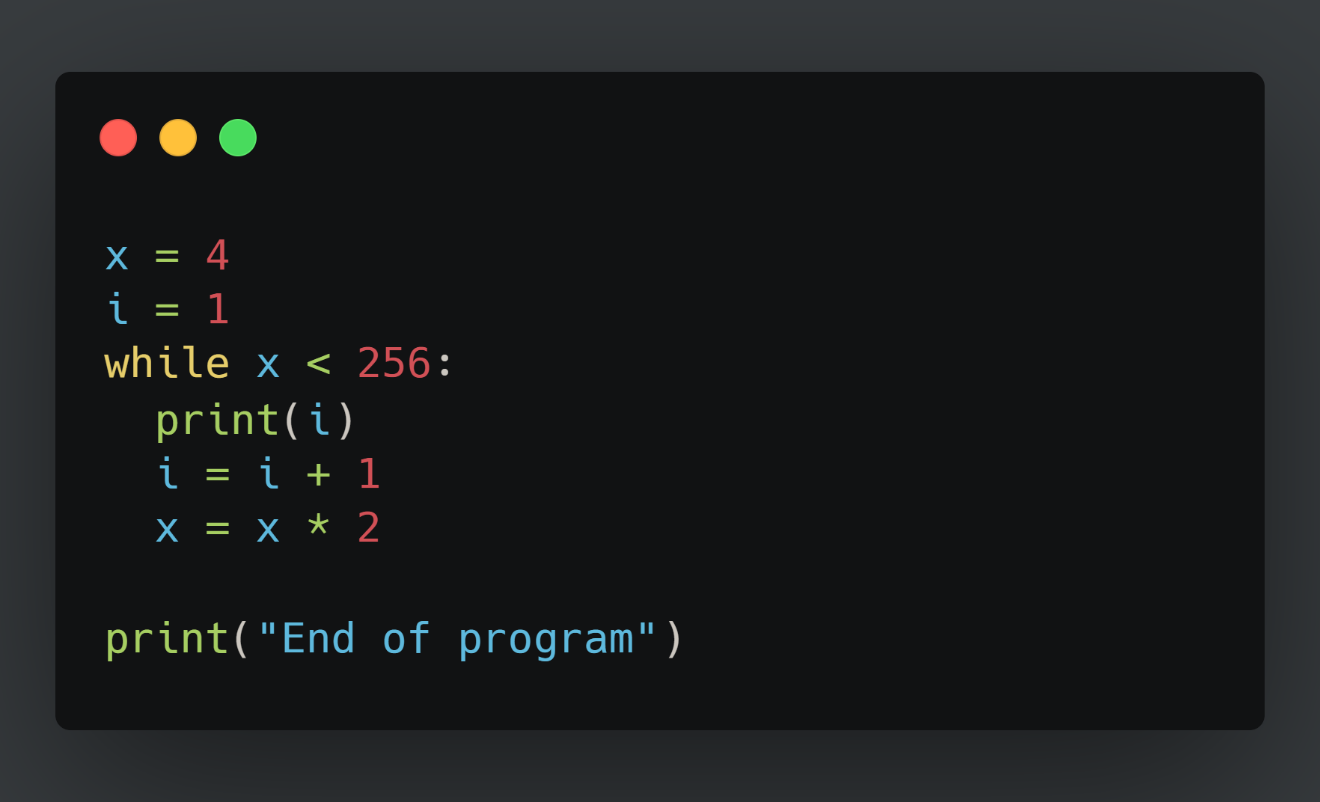 x = 4
i = 1
while x < 256:
  print(i)
  i = i + 1
  x = x * 2

print("End of program")